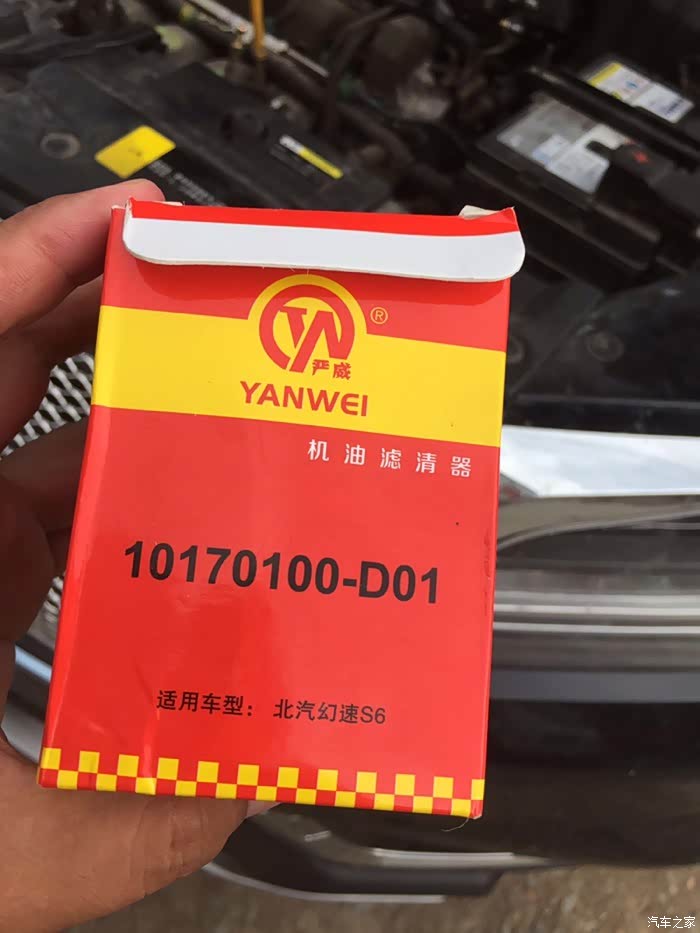 ®
严威
YANWEI
机油滤清器
10170100-D01
适用车型：北汽幻速S6
汽车之家